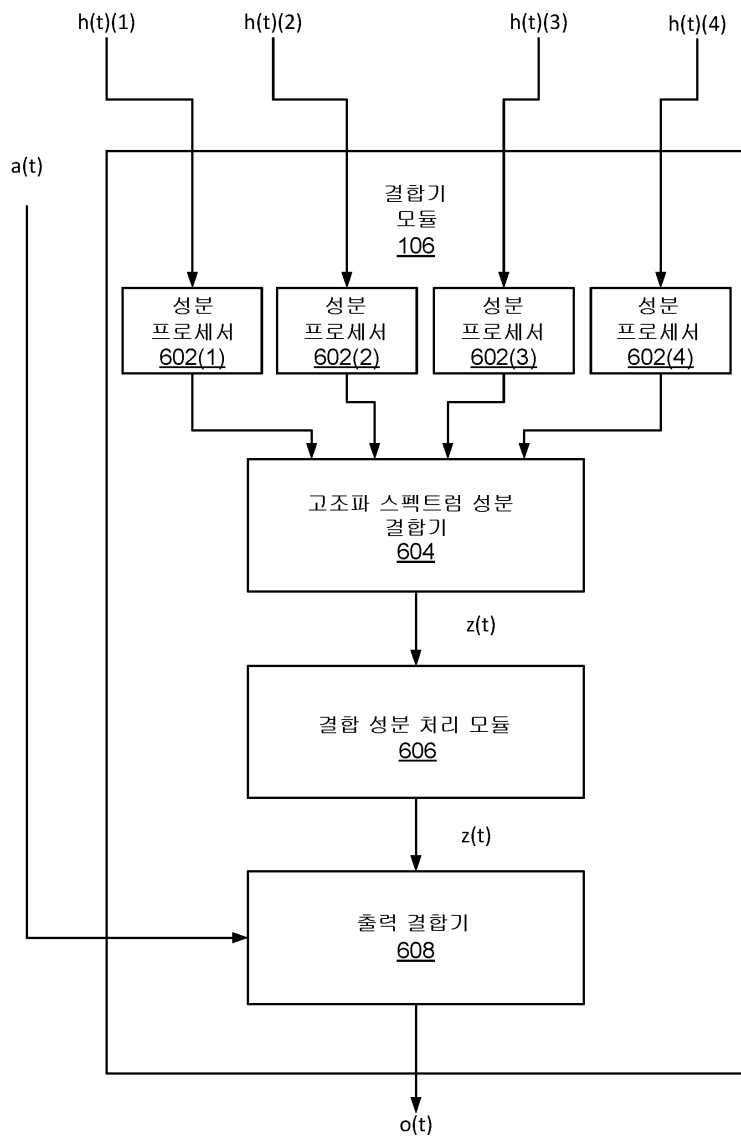 h(t)(1)
h(t)(2)
h(t)(3)
h(t)(4)
a(t)
결합기
모듈
106
성분
프로세서
602(1)
성분
프로세서
602(2)
성분
프로세서
602(3)
성분
프로세서
602(4)
고조파 스펙트럼 성분
결합기
604
z(t)
결합 성분 처리 모듈
606
z(t)
출력 결합기
608
o(t)